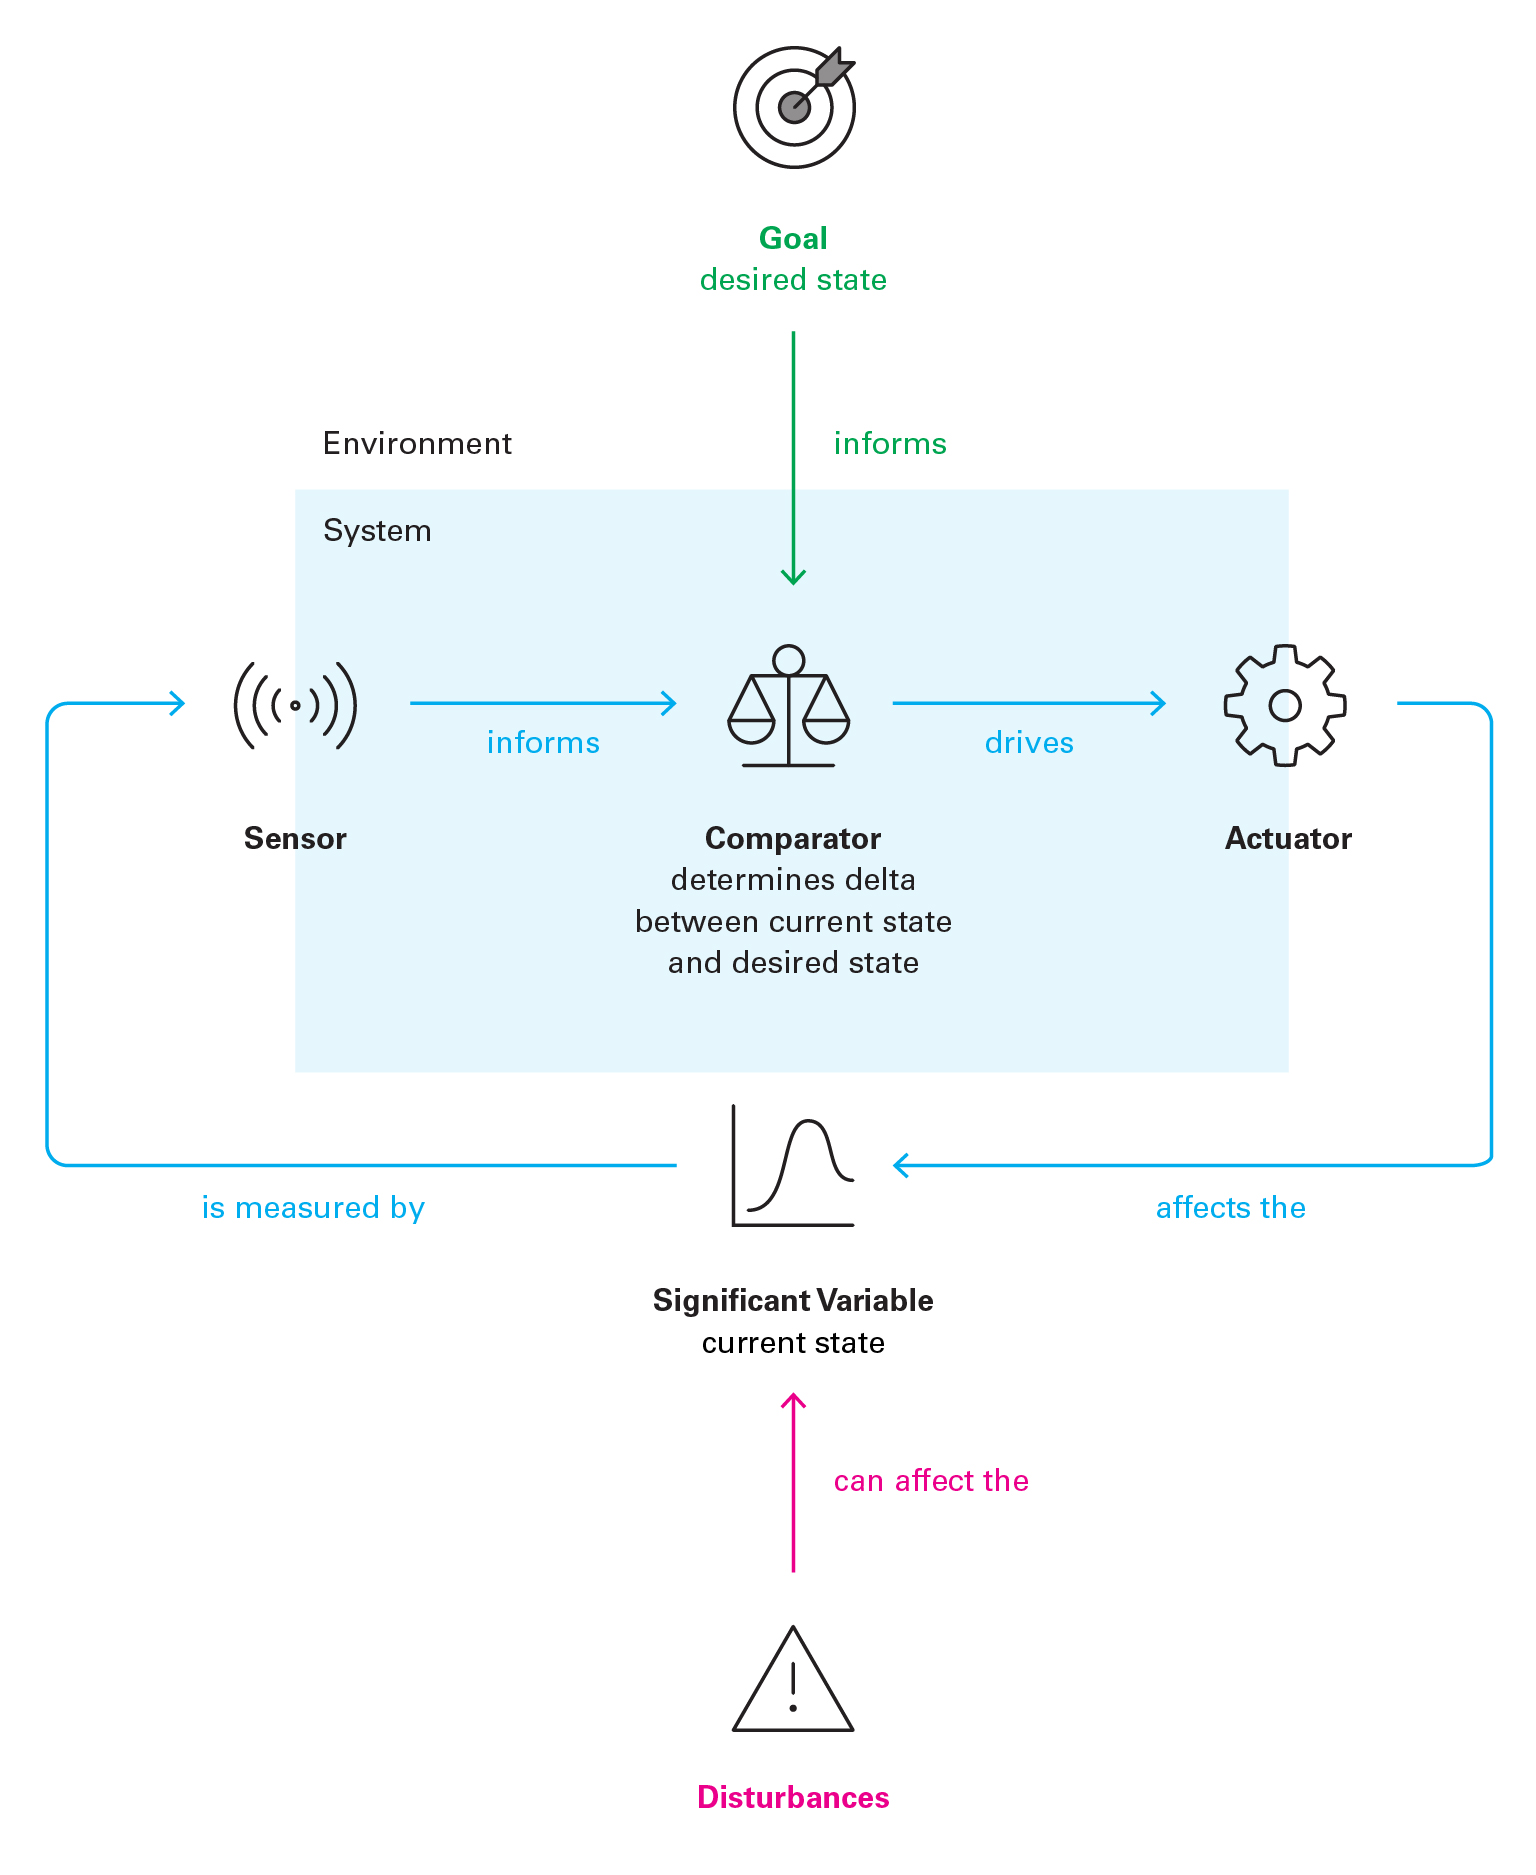 Goal
desired state
Environment
informs
System
informs
drives
Sensor
Comparator
Actuator
determines delta
between current state
and desired state
is measured by
affects the
Significant Variable
current state
can affect the
Disturbances